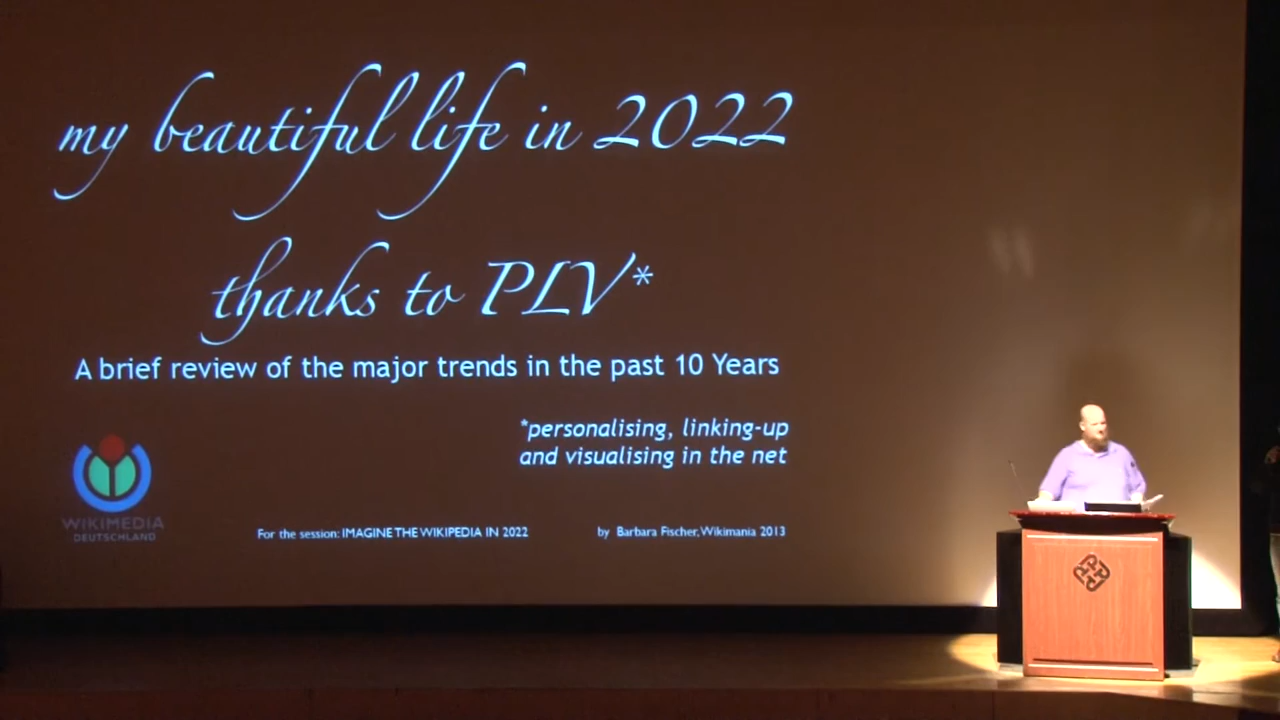 my beautiful life in 2022
thanks to PLV*
A brief review of the major trends in the past 10 Years
*personalising, linking-up
and visualising in the net
WIKIMEDIA
DEUTSCHLAND
For the session: IMAGINE THE WIKIPEDIA IN 2022
by Barbara Fischer, Wikimania 2013